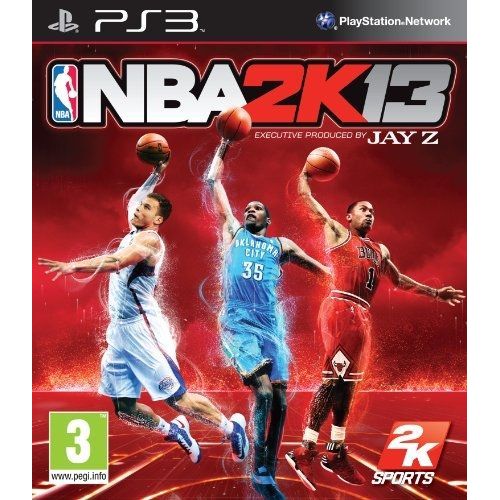 PS3
PlayStation®Network
NBA
NBA2K13
EXECUTIVE PRODUCED BY JAY Z
OKLAHOMA
CITY
35
BULLS
1
3
www.pegi.info
2K
SPORTS